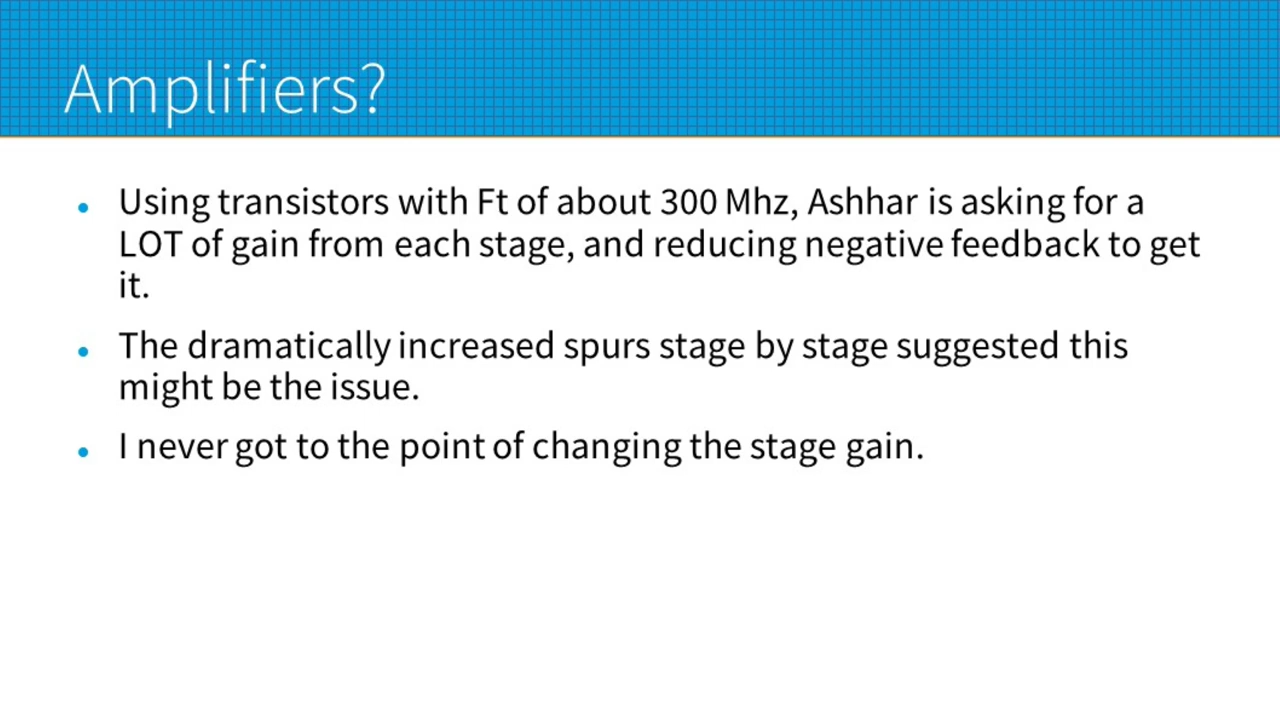 Amplifiers?
Using transistors with Ft of about 300 Mhz, Ashhar is asking for a
LOT of gain from each stage, and reducing negative feedback to get
it.
The dramatically increased spurs stage by stage suggested this
might be the issue.
I never got to the point of changing the stage gain.